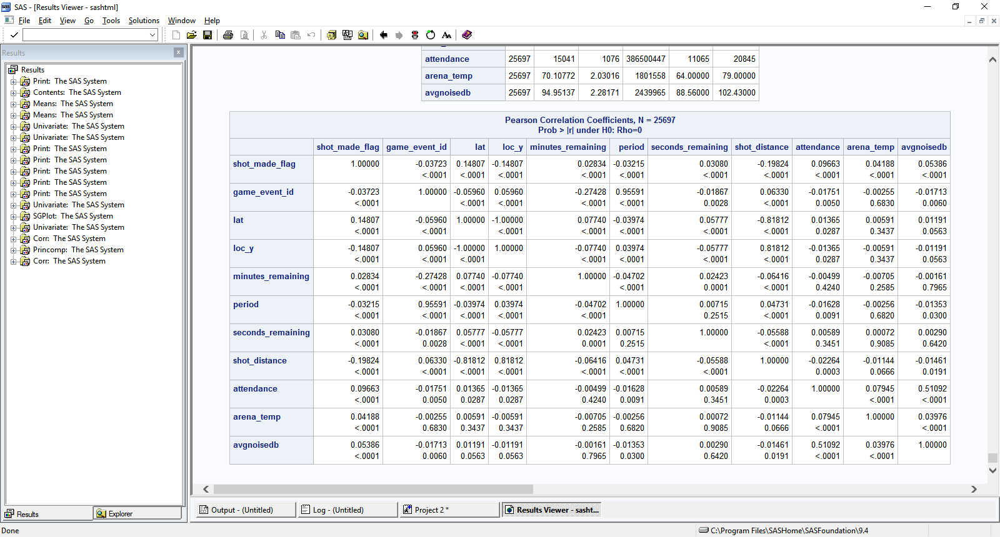 SAS - [Results Viewer - sashtml]
File Edit View Go Tools Solutions Window Help
Results
Results
Print: The SAS System
Contents: The SAS System
Means: The SAS System
Means: The SAS System
Univariate: The SAS System
Univariate: The SAS System
Print: The SAS System
Print: The SAS System
Print: The SAS System
Print: The SAS System
Print: The SAS System
Univariate: The SAS System
SGPlot: The SAS System
Univariate: The SAS System
Corr: The SAS System
Princomp: The SAS System
Corr: The SAS System
Results Explorer
attendance 25697 15041 1076 386500447 11065 20845
arena_temp 25697 70.10772 2.03016 1801558 64.00000 79.00000
avgnoisedb 25697 94.95137 2.28171 2439965 88.56000 102.43000
Pearson Correlation Coefficients, N = 25697
Prob > |r| under H0: Rho=0
shot_made_flag game_event_id lat loc_y minutes_remaining period seconds_remaining shot_distance attendance arena_temp avgnoisedb
shot_made_flag 1.00000 -0.03723 0.14807 -0.14807 0.02834 -0.03215 0.03080 -0.19824 0.09663 0.04188 0.05386
<.0001 <.0001 <.0001 <.0001 <.0001 <.0001 <.0001 <.0001 <.0001 <.0001
game_event_id -0.03723 1.00000 -0.05960 0.05960 -0.27428 0.95591 -0.01867 0.06330 -0.01751 -0.00255 -0.01713
<.0001 <.0001 <.0001 <.0001 <.0001 0.0028 <.0001 0.0050 0.6830 0.0060
lat 0.14807 -0.05960 1.00000 -1.00000 0.07740 -0.03974 0.05777 -0.81812 0.01365 0.00591 0.01191
<.0001 <.0001 <.0001 <.0001 <.0001 <.0001 <.0001 0.0287 0.3437 0.0563
loc_y -0.14807 0.05960 -1.00000 1.00000 -0.07740 0.03974 -0.05777 0.81812 -0.01365 -0.00591 -0.01191
<.0001 <.0001 <.0001 <.0001 <.0001 <.0001 <.0001 0.0287 0.3437 0.0563
minutes_remaining 0.02834 -0.27428 0.07740 -0.07740 1.00000 -0.04702 0.02423 -0.06416 -0.00499 -0.00705 -0.00161
<.0001 <.0001 <.0001 <.0001 <.0001 0.0001 <.0001 0.4240 0.2585 0.7965
period -0.03215 0.95591 -0.03974 0.03974 -0.04702 1.00000 0.00715 0.04731 -0.01628 -0.00256 -0.01353
<.0001 <.0001 <.0001 <.0001 <.0001 0.2515 <.0001 0.0091 0.6820 0.0300
seconds_remaining 0.03080 -0.01867 0.05777 -0.05777 0.02423 0.00715 1.00000 -0.05588 0.00589 0.00072 0.00290
<.0001 0.0028 <.0001 <.0001 0.0001 0.2515 <.0001 0.3451 0.9085 0.6420
shot_distance -0.19824 0.06330 -0.81812 0.81812 -0.06416 0.04731 -0.05588 1.00000 -0.02264 -0.01144 -0.01461
<.0001 <.0001 <.0001 <.0001 <.0001 <.0001 <.0001 0.0003 0.0666 0.0191
attendance 0.09663 -0.01751 0.01365 -0.01365 -0.00499 -0.01628 0.00589 -0.02264 1.00000 0.07945 0.51092
<.0001 0.0050 0.0287 0.0287 0.4240 0.0091 0.3451 0.0003 <.0001 <.0001
arena_temp 0.04188 -0.00255 0.00591 -0.00591 -0.00705 -0.00256 0.00072 -0.01144 0.07945 1.00000 0.03976
<.0001 0.6830 0.3437 0.3437 0.2585 0.6820 0.9085 0.0666 <.0001 <.0001
avgnoisedb 0.05386 -0.01713 0.01191 -0.01191 -0.00161 -0.01353 0.00290 -0.01461 0.51092 0.03976 1.00000
<.0001 0.0060 0.0563 0.0563 0.7965 0.0300 0.6420 0.0191 <.0001 <.0001
Output - (Untitled) Log - (Untitled) Project 2 * Results Viewer - sasht...
Done C:\Program Files\SASHome\SASFoundation\9.4